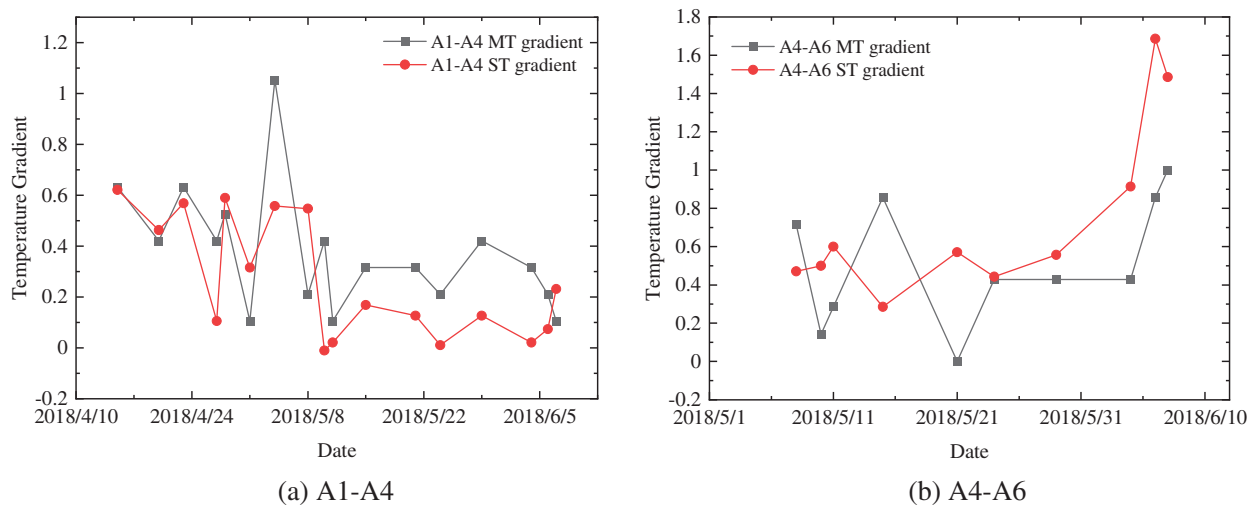 1.2
1
0.8
0.6
0.4
0.2
0
-0.2
Temperature Gradient
A1-A4 MT gradient
A1-A4 ST gradient
2018/4/10 2018/4/24 2018/5/8 2018/5/22 2018/6/5
Date
(a) A1-A4
1.8
1.6
1.4
1.2
1
0.8
0.6
0.4
0.2
0
-0.2
Temperature Gradient
A4-A6 MT gradient
A4-A6 ST gradient
2018/5/1 2018/5/11 2018/5/21 2018/5/31 2018/6/10
Date
(b) A4-A6